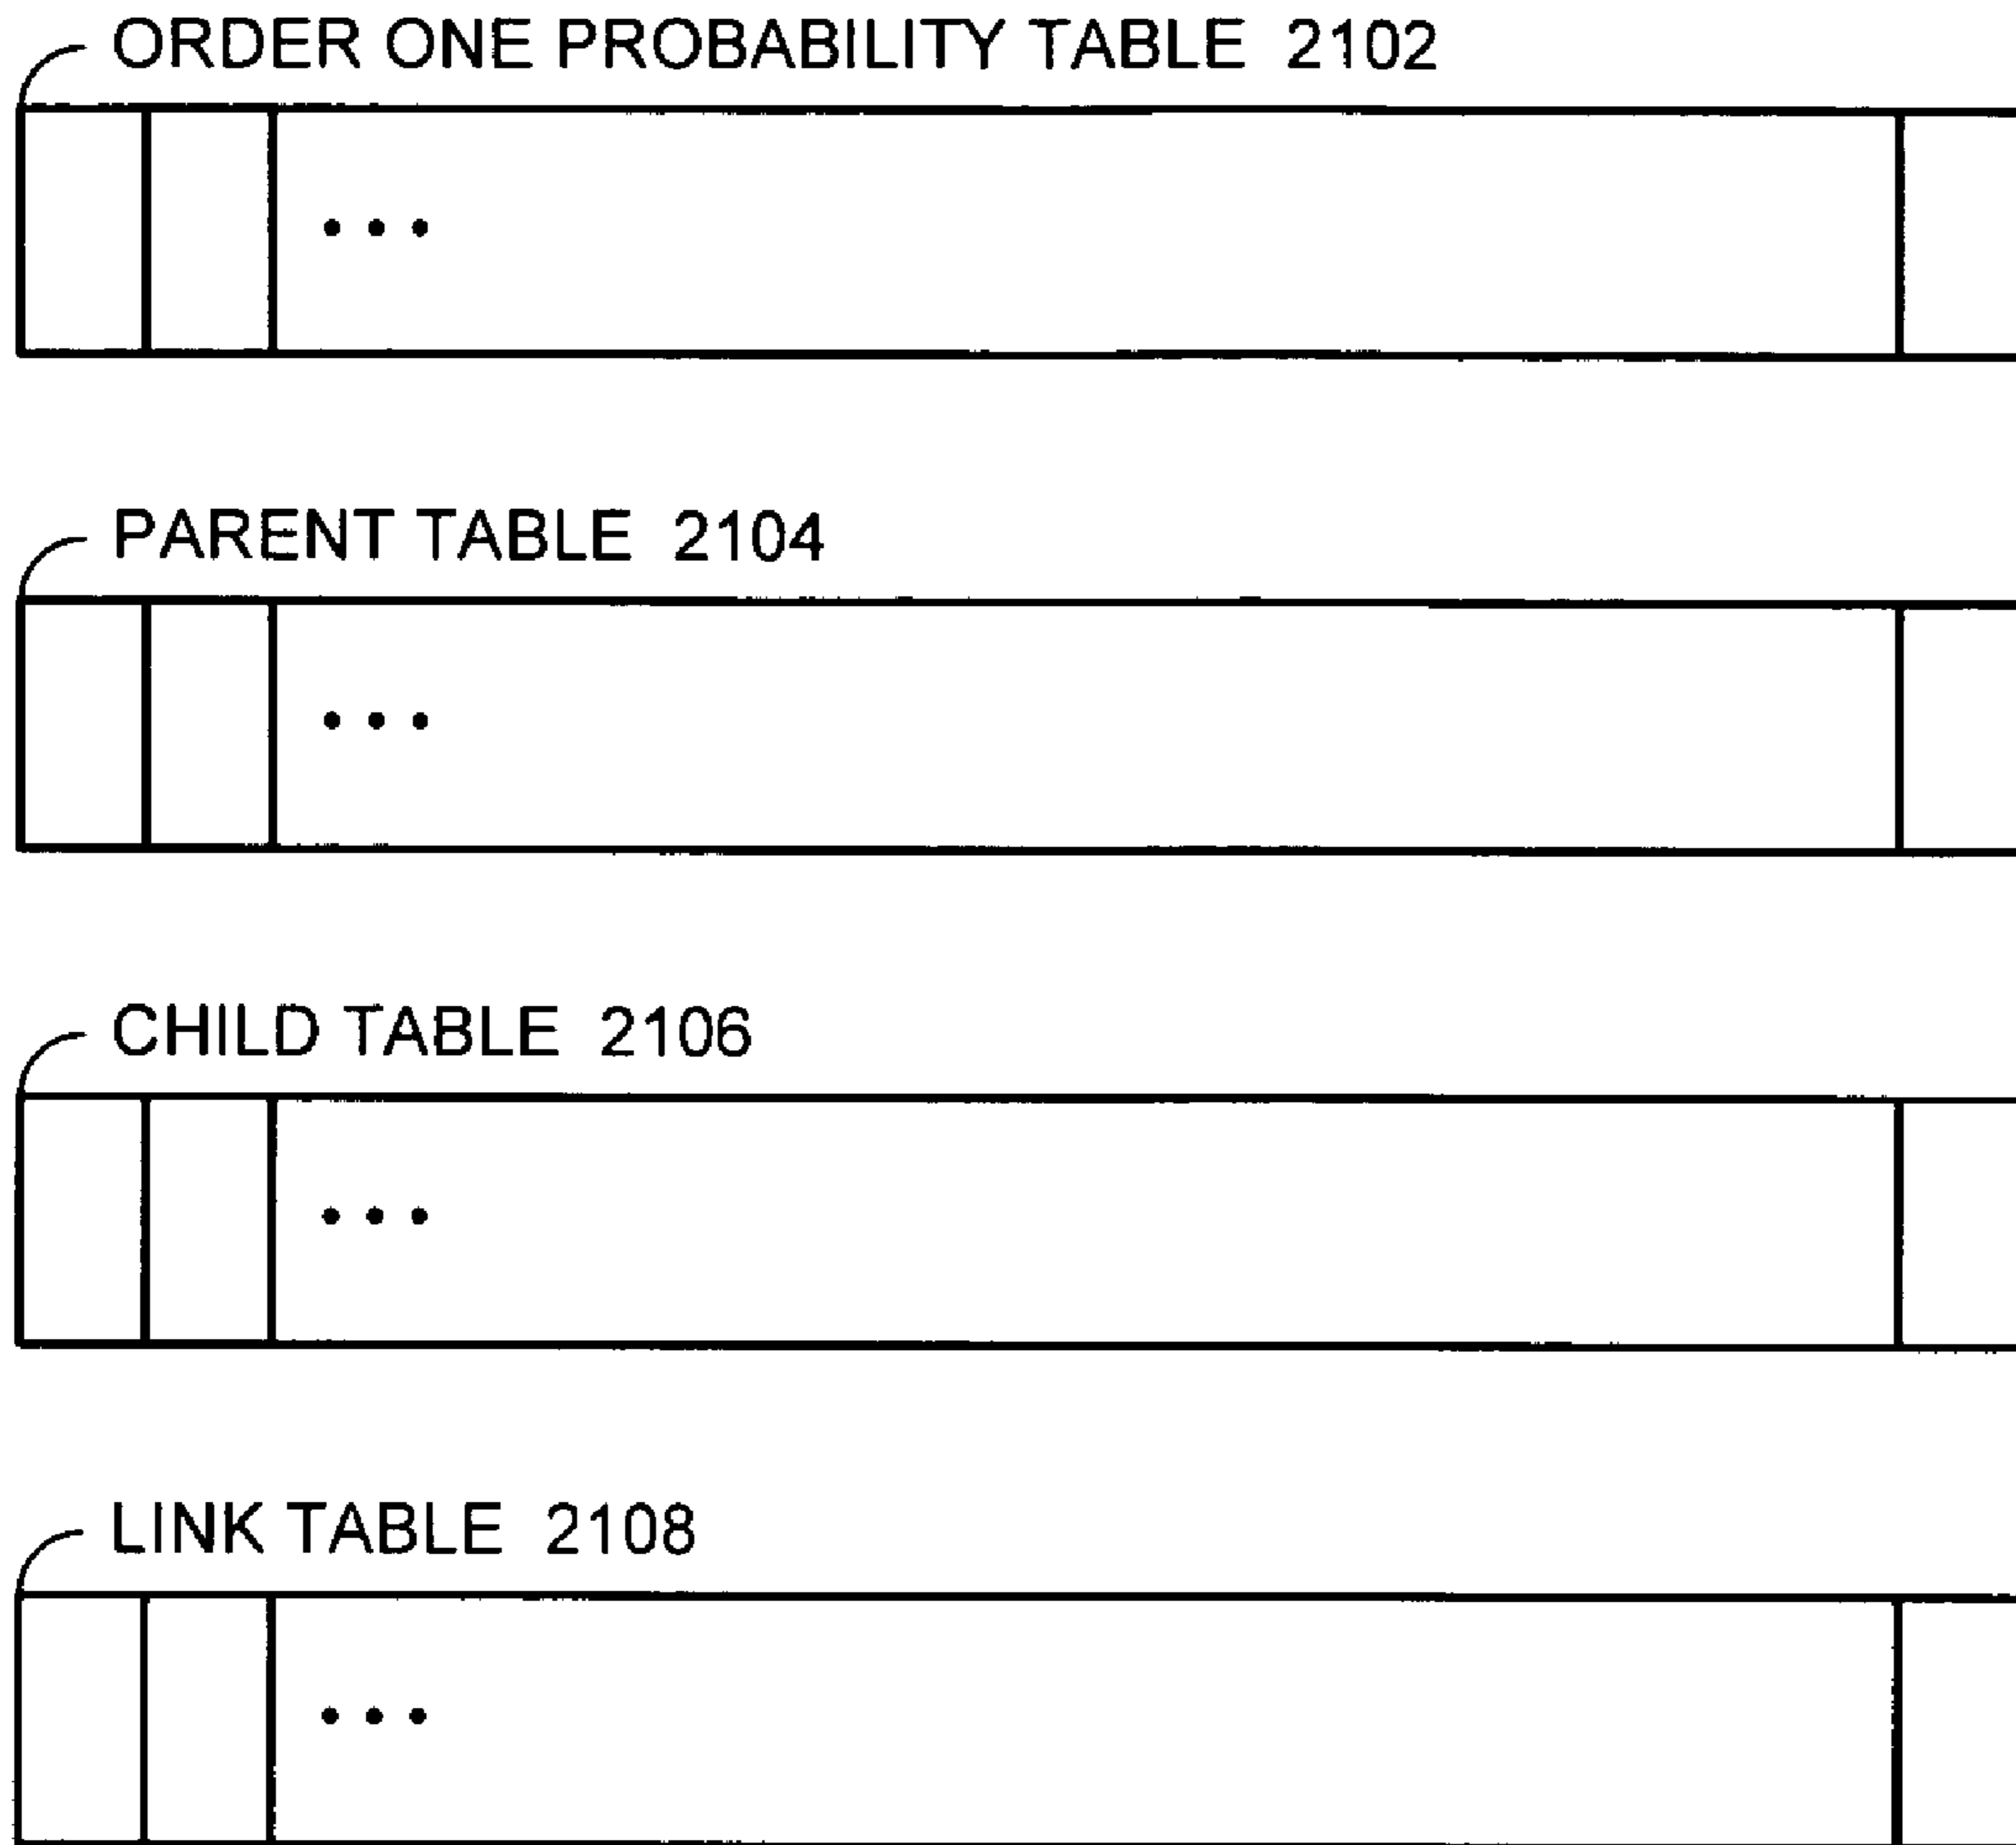 ORDER ONE PROBABILITY TABLE 2102
PARENT TABLE 2104
CHILD TABLE 2106
LINK TABLE 2108